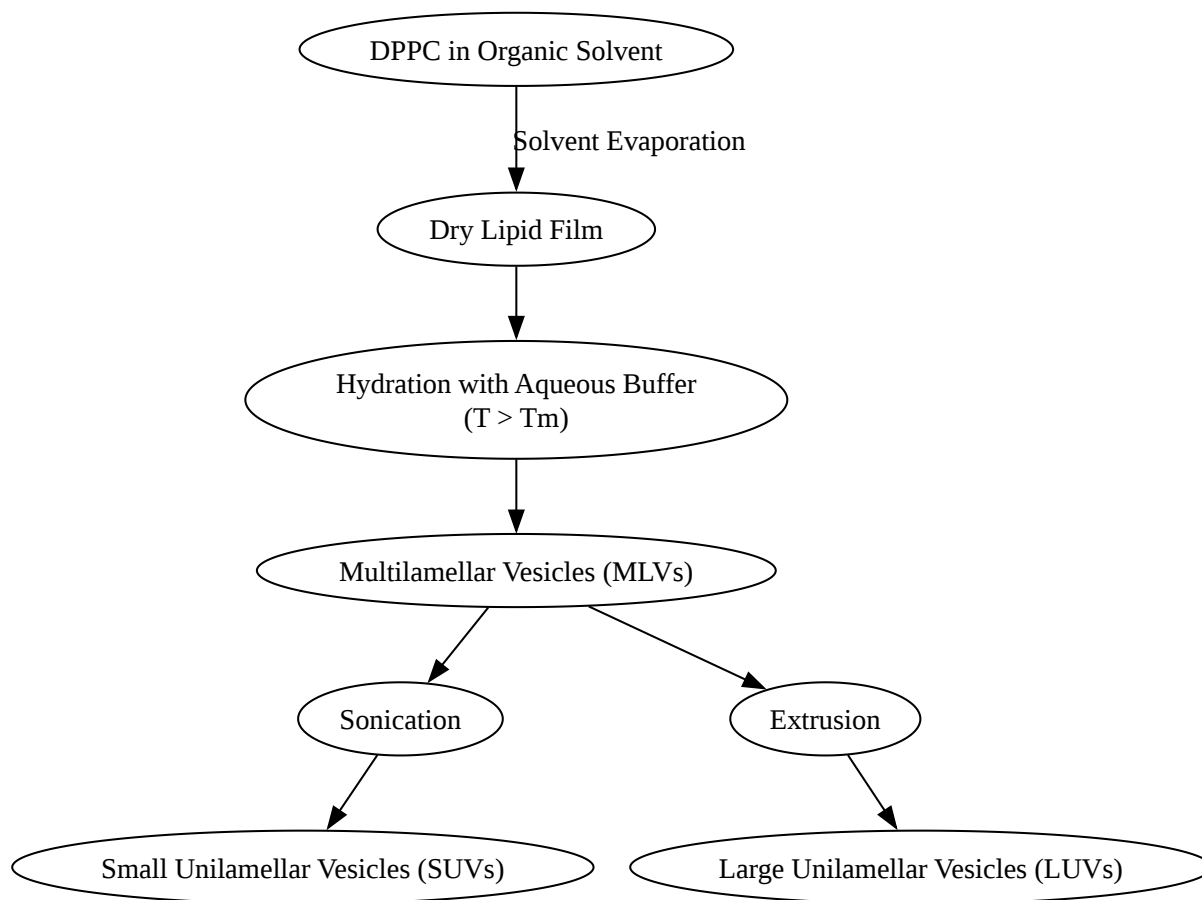 DPPC in Organic Solvent
Solvent Evaporation
Dry Lipid Film
Hydration with Aqueous Buffer
(T > Tm)
Multilamellar Vesicles (MLVs)
Sonication
Extrusion
Small Unilamellar Vesicles (SUVs)
Large Unilamellar Vesicles (LUVs)